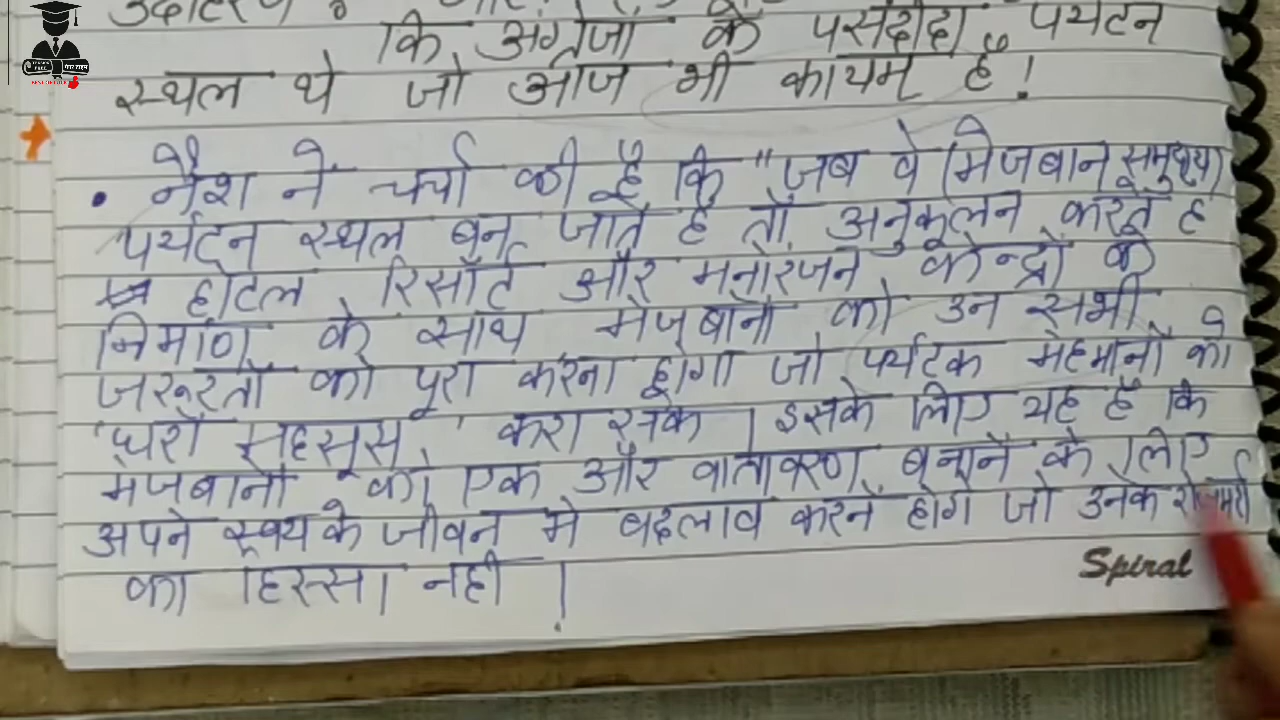 उदाहरण :
कि अंग्रेजो के पसंदीदा पर्यटन
स्थल थे जो आज भी कायम हैं !
• नैश ने चर्चा की है कि "जब वे (मेजबान समुदाय)
पर्यटन स्थल बन जाते है तो अनुकूलन करते है
होटल रिसॉर्ट और मनोरंजन केन्द्रों के
निमाण के साथ मेजबानो को उन सभी
जरूरतों को पूरा करना होगा जो पर्यटक मेहमानों को
'घरों महसूस' करा सके । इसके लिए यह है कि
मेजबानो को एक और वातावरण बनाने के लिए
अपने स्वयं के जीवन मे बदलाव करने होंगे जो उनके रोजमर्रा
का हिस्सा नही !
Spiral